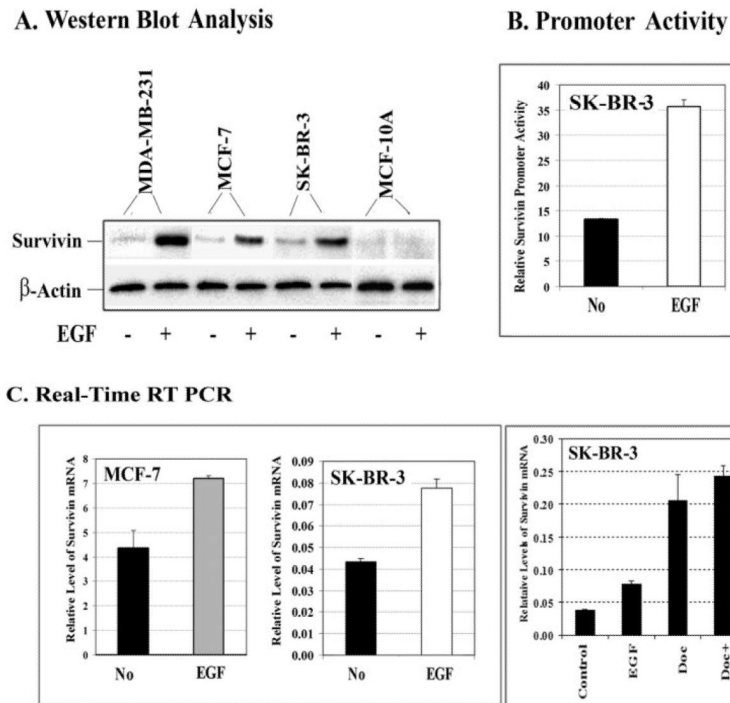 A. Western Blot Analysis
MDA-MB-231
MCF-7
SK-BR-3
MCF-10A
Survivin
β-Actin
EGF - + - + - + - +
B. Promoter Activity
SK-BR-3
Relative Survivin Promoter Activity
40
35
30
25
20
15
10
5
0
No EGF
C. Real-Time RT PCR
MCF-7
Relative Level of Survivin mRNA
8
7
6
5
4
3
2
1
0
No EGF
SK-BR-3
Relative Level of Survivin mRNA
0.09
0.08
0.07
0.06
0.05
0.04
0.03
0.02
0.01
0.00
No EGF
SK-BR-3
Relataive Levels of Survivin mRNA
0.30
0.25
0.20
0.15
0.10
0.05
0.00
Control
EGF
Doc
Doc+